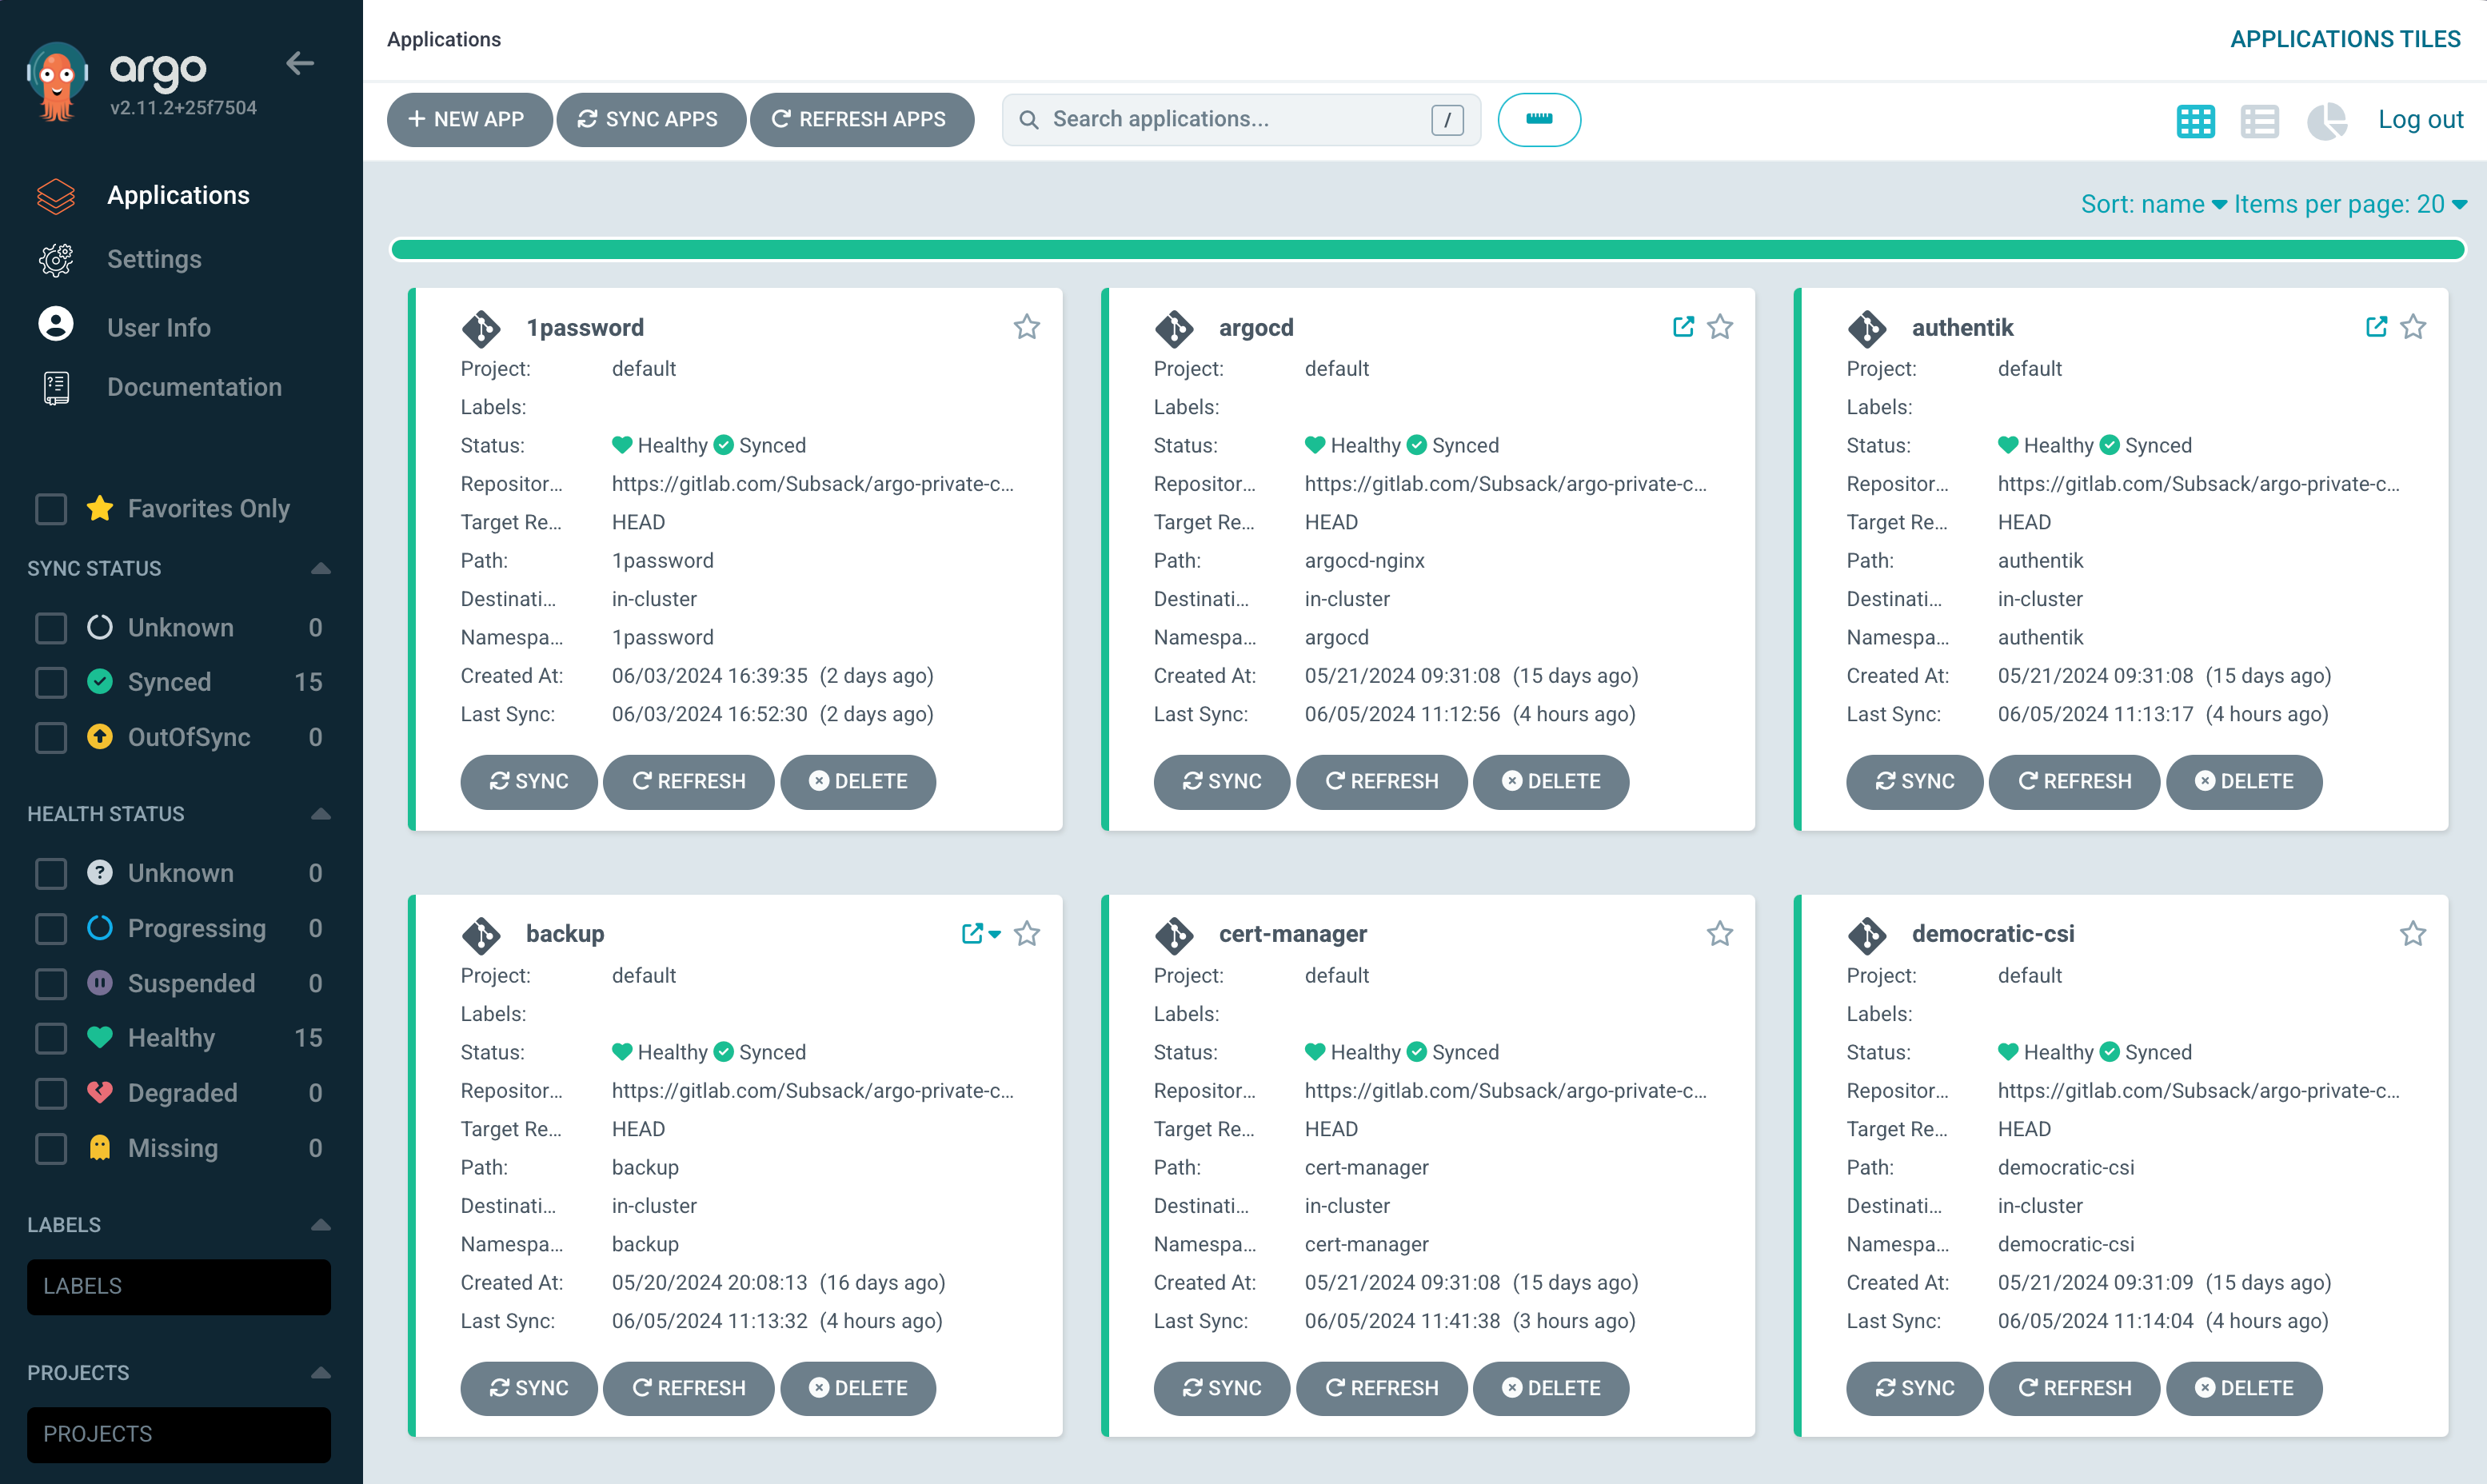 argo
v2.11.2+25f7504
Applications
Settings
User Info
Documentation
Favorites Only
SYNC STATUS
Unknown 0
Synced 15
OutOfSync 0
HEALTH STATUS
Unknown 0
Progressing 0
Suspended 0
Healthy 15
Degraded 0
Missing 0
LABELS
LABELS
PROJECTS
PROJECTS
Applications
APPLICATIONS TILES
+ NEW APP SYNC APPS REFRESH APPS Search applications... / Log out
Sort: name Items per page: 20
1password
Project: default
Labels:
Status: Healthy Synced
Repositor... https://gitlab.com/Subsack/argo-private-c...
Target Re... HEAD
Path: 1password
Destinati... in-cluster
Namespa... 1password
Created At: 06/03/2024 16:39:35 (2 days ago)
Last Sync: 06/03/2024 16:52:30 (2 days ago)
SYNC REFRESH DELETE
argocd
Project: default
Labels:
Status: Healthy Synced
Repositor... https://gitlab.com/Subsack/argo-private-c...
Target Re... HEAD
Path: argocd-nginx
Destinati... in-cluster
Namespa... argocd
Created At: 05/21/2024 09:31:08 (15 days ago)
Last Sync: 06/05/2024 11:12:56 (4 hours ago)
SYNC REFRESH DELETE
authentik
Project: default
Labels:
Status: Healthy Synced
Repositor... https://gitlab.com/Subsack/argo-private-c...
Target Re... HEAD
Path: authentik
Destinati... in-cluster
Namespa... authentik
Created At: 05/21/2024 09:31:08 (15 days ago)
Last Sync: 06/05/2024 11:13:17 (4 hours ago)
SYNC REFRESH DELETE
backup
Project: default
Labels:
Status: Healthy Synced
Repositor... https://gitlab.com/Subsack/argo-private-c...
Target Re... HEAD
Path: backup
Destinati... in-cluster
Namespa... backup
Created At: 05/20/2024 20:08:13 (16 days ago)
Last Sync: 06/05/2024 11:13:32 (4 hours ago)
SYNC REFRESH DELETE
cert-manager
Project: default
Labels:
Status: Healthy Synced
Repositor... https://gitlab.com/Subsack/argo-private-c...
Target Re... HEAD
Path: cert-manager
Destinati... in-cluster
Namespa... cert-manager
Created At: 05/21/2024 09:31:08 (15 days ago)
Last Sync: 06/05/2024 11:41:38 (3 hours ago)
SYNC REFRESH DELETE
democratic-csi
Project: default
Labels:
Status: Healthy Synced
Repositor... https://gitlab.com/Subsack/argo-private-c...
Target Re... HEAD
Path: democratic-csi
Destinati... in-cluster
Namespa... democratic-csi
Created At: 05/21/2024 09:31:09 (15 days ago)
Last Sync: 06/05/2024 11:14:04 (4 hours ago)
SYNC REFRESH DELETE